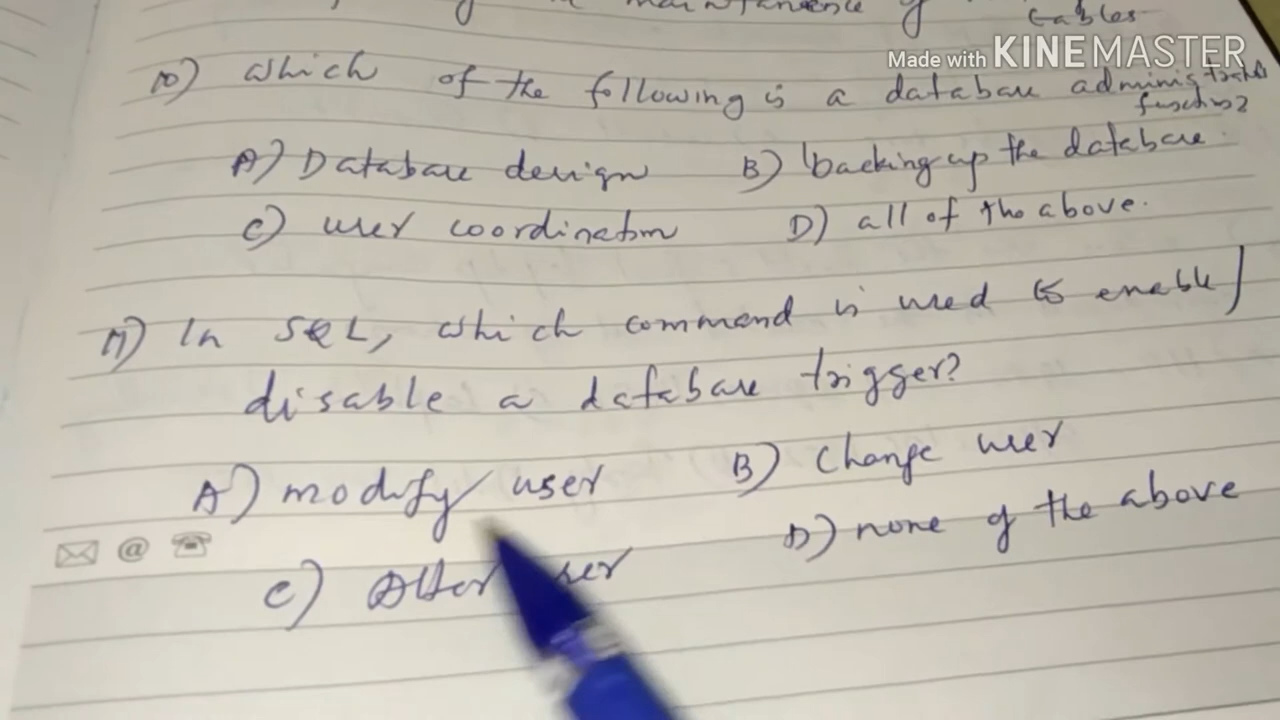 maintanence of
tables
Made with KINEMASTER
10) which of the following is a database administrator
function?
A) Database design B) backing up the database.
C) user coordination D) all of the above.
11) In SQL, which command is used to enable/
disable a database trigger?
A) modify user B) change user
C) Alter user D) none of the above